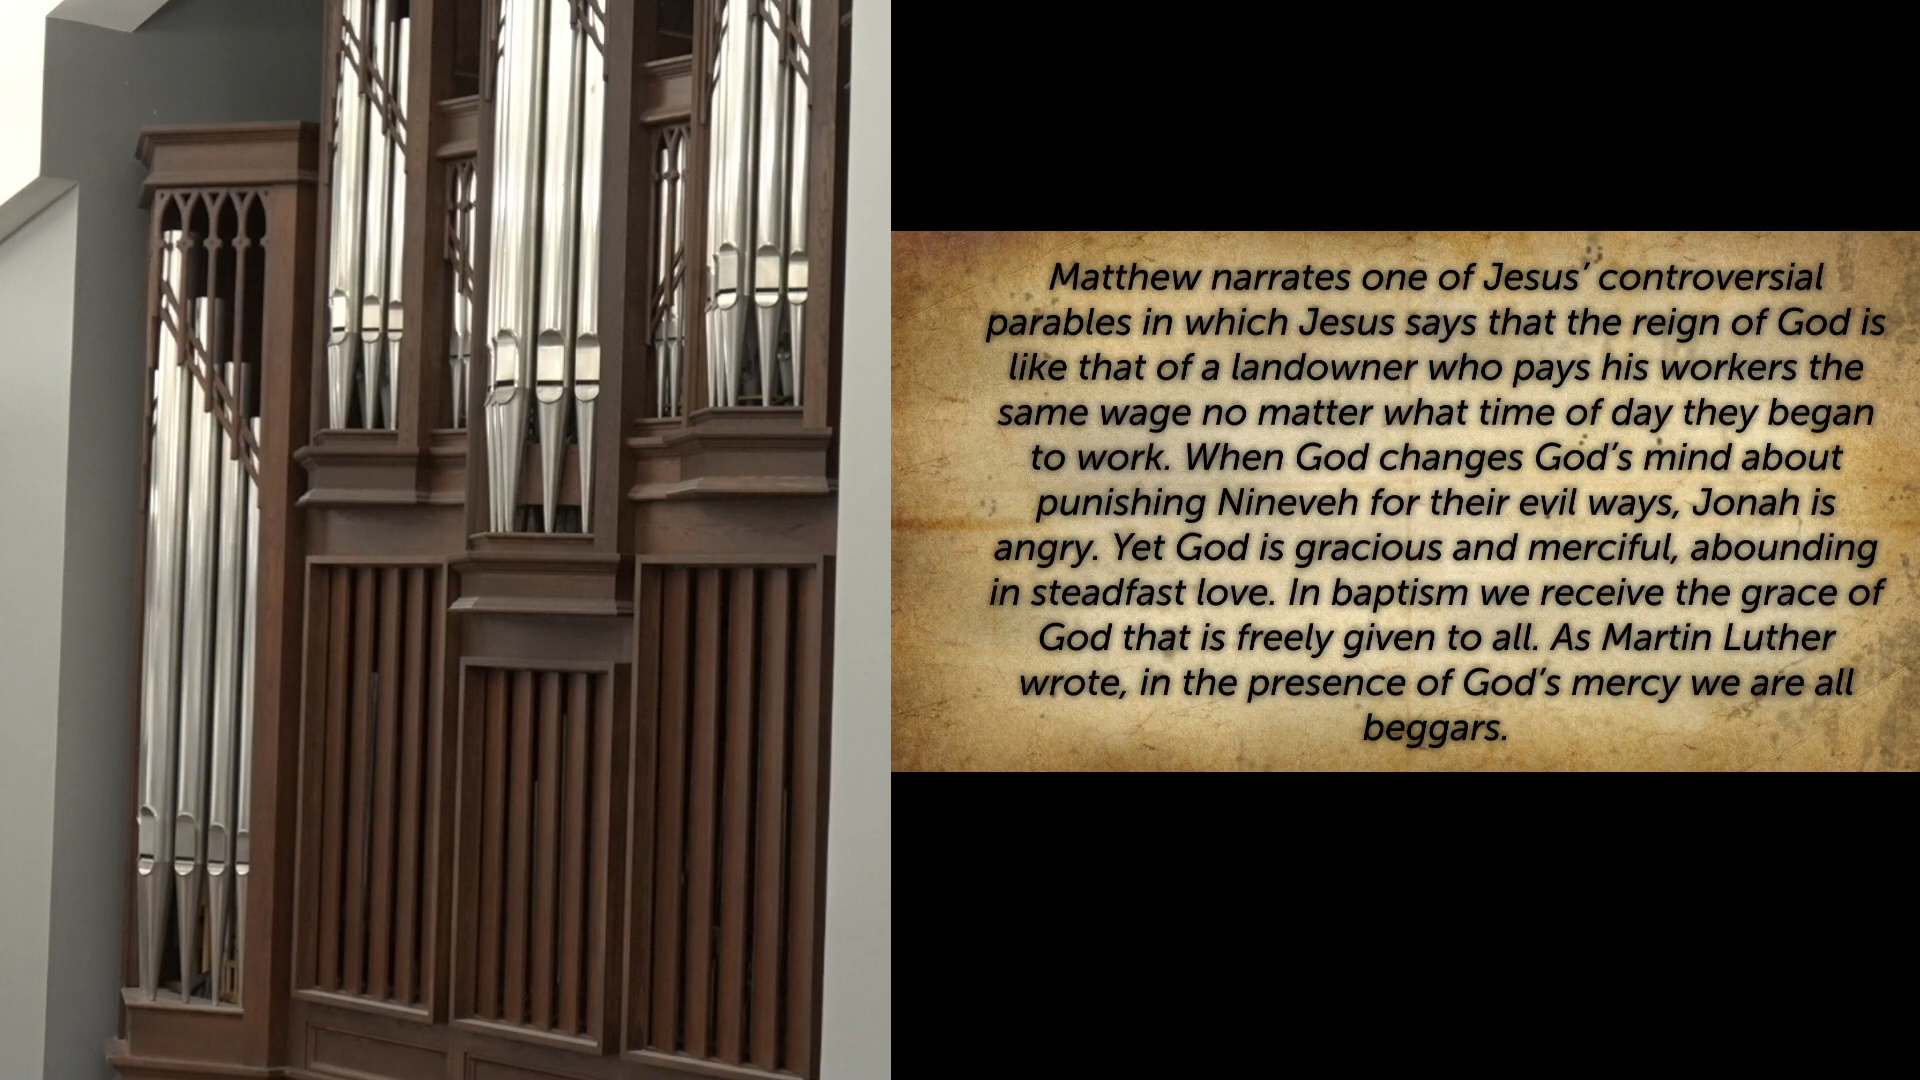 Matthew narrates one of Jesus’ controversial
parables in which Jesus says that the reign of God is
like that of a landowner who pays his workers the
same wage no matter what time of day they began
to work. When God changes God’s mind about
punishing Nineveh for their evil ways, Jonah is
angry. Yet God is gracious and merciful, abounding
in steadfast love. In baptism we receive the grace of
God that is freely given to all. As Martin Luther
wrote, in the presence of God’s mercy we are all
beggars.